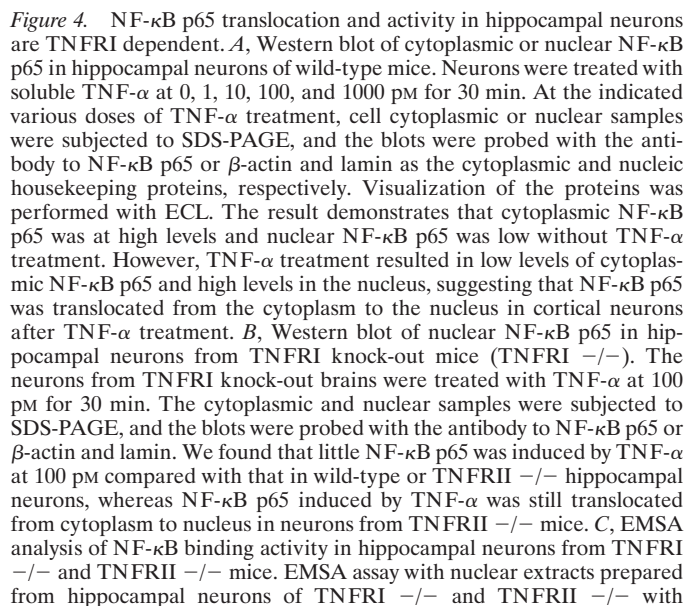 Figure 4. NF-κB p65 translocation and activity in hippocampal neurons
are TNFRI dependent. A, Western blot of cytoplasmic or nuclear NF-κB
p65 in hippocampal neurons of wild-type mice. Neurons were treated with
soluble TNF-α at 0, 1, 10, 100, and 1000 pM for 30 min. At the indicated
various doses of TNF-α treatment, cell cytoplasmic or nuclear samples
were subjected to SDS-PAGE, and the blots were probed with the anti-
body to NF-κB p65 or β-actin and lamin as the cytoplasmic and nucleic
housekeeping proteins, respectively. Visualization of the proteins was
performed with ECL. The result demonstrates that cytoplasmic NF-κB
p65 was at high levels and nuclear NF-κB p65 was low without TNF-α
treatment. However, TNF-α treatment resulted in low levels of cytoplas-
mic NF-κB p65 and high levels in the nucleus, suggesting that NF-κB p65
was translocated from the cytoplasm to the nucleus in cortical neurons
after TNF-α treatment. B, Western blot of nuclear NF-κB p65 in hip-
pocampal neurons from TNFRI knock-out mice (TNFRI −/−). The
neurons from TNFRI knock-out brains were treated with TNF-α at 100
pM for 30 min. The cytoplasmic and nuclear samples were subjected to
SDS-PAGE, and the blots were probed with the antibody to NF-κB p65 or
β-actin and lamin. We found that little NF-κB p65 was induced by TNF-α
at 100 pM compared with that in wild-type or TNFRII −/− hippocampal
neurons, whereas NF-κB p65 induced by TNF-α was still translocated
from cytoplasm to nucleus in neurons from TNFRII −/− mice. C, EMSA
analysis of NF-κB binding activity in hippocampal neurons from TNFRI
−/− and TNFRII −/− mice. EMSA assay with nuclear extracts prepared
from hippocampal neurons of TNFRI −/− and TNFRII −/− with